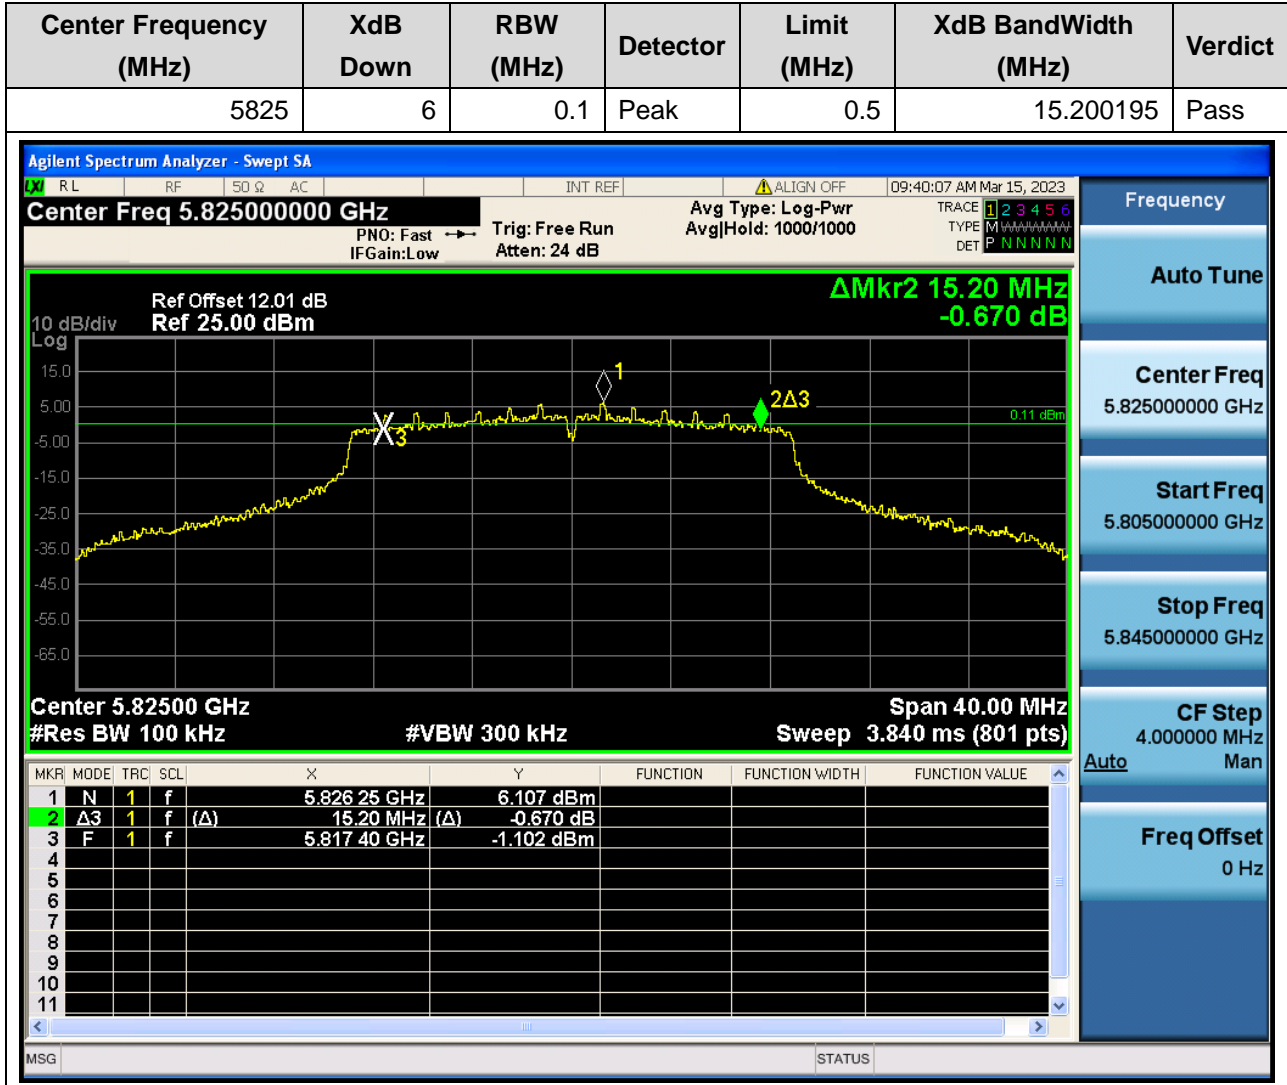 Center Frequency (MHz) XdB Down RBW (MHz) Detector Limit (MHz) XdB BandWidth (MHz) Verdict
5825 6 0.1 Peak 0.5 15.200195 Pass
Agilent Spectrum Analyzer - Swept SA
LXI RL RF 50 Ω AC INT REF ALIGN OFF 09:40:07 AM Mar 15, 2023
Center Freq 5.825000000 GHz
PNO: Fast
IFGain:Low
Trig: Free Run
Atten: 24 dB
Avg Type: Log-Pwr
Avg|Hold: 1000/1000
TRACE 1 2 3 4 5 6
TYPE M WWWWW
DET P N N N N N
ΔMkr2 15.20 MHz
-0.670 dB
Ref Offset 12.01 dB
10 dB/div Ref 25.00 dBm
Log
15.0
5.00
-5.00
-15.0
-25.0
-35.0
-45.0
-55.0
-65.0
1
2Δ3
3
0.11 dBm
Center 5.82500 GHz Span 40.00 MHz
#Res BW 100 kHz #VBW 300 kHz Sweep 3.840 ms (801 pts)
MKR MODE TRC SCL X Y FUNCTION FUNCTION WIDTH FUNCTION VALUE
1 N 1 f 5.826 25 GHz 6.107 dBm
2 Δ3 1 f (Δ) 15.20 MHz (Δ) -0.670 dB
3 F 1 f 5.817 40 GHz -1.102 dBm
4
5
6
7
8
9
10
11
MSG STATUS
Frequency
Auto Tune
Center Freq
5.825000000 GHz
Start Freq
5.805000000 GHz
Stop Freq
5.845000000 GHz
CF Step
4.000000 MHz
Auto Man
Freq Offset
0 Hz